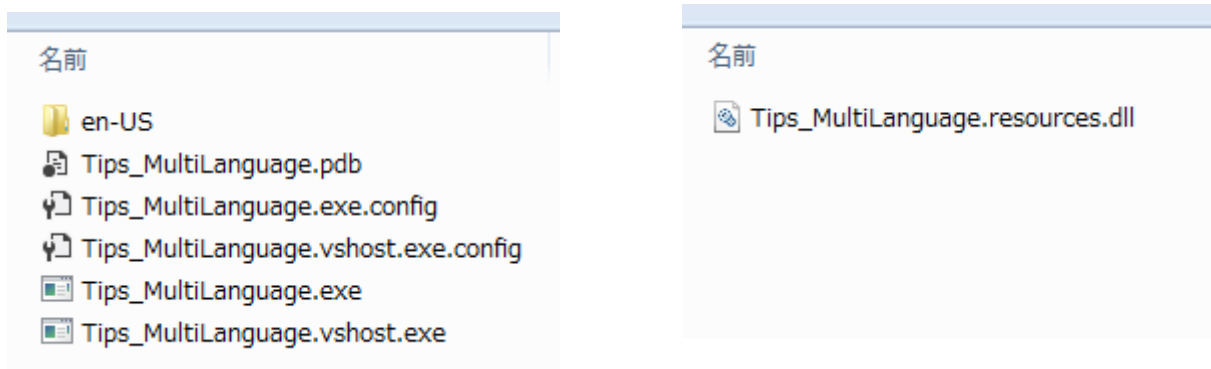 名前
en-US
Tips_MultiLanguage.pdb
Tips_MultiLanguage.exe.config
Tips_MultiLanguage.vshost.exe.config
Tips_MultiLanguage.exe
Tips_MultiLanguage.vshost.exe
名前
Tips_MultiLanguage.resources.dll